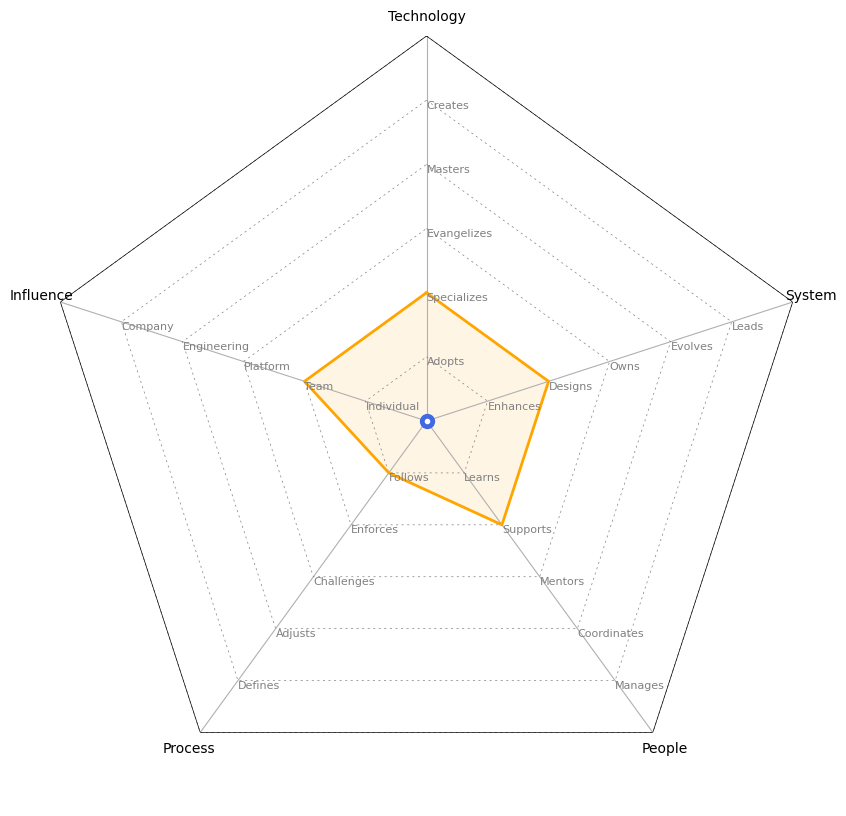 Technology
Creates
Masters
Evangelizes
Influence
System
Specializes
Company
Leads
Engineering
Evolves
Adopts
Platform
Owns
Team
Designs
Individual
Enhances
Follows
Learns
Enforces
Supports
Challenges
Mentors
Adjusts
Coordinates
Defines
Manages
Process
People